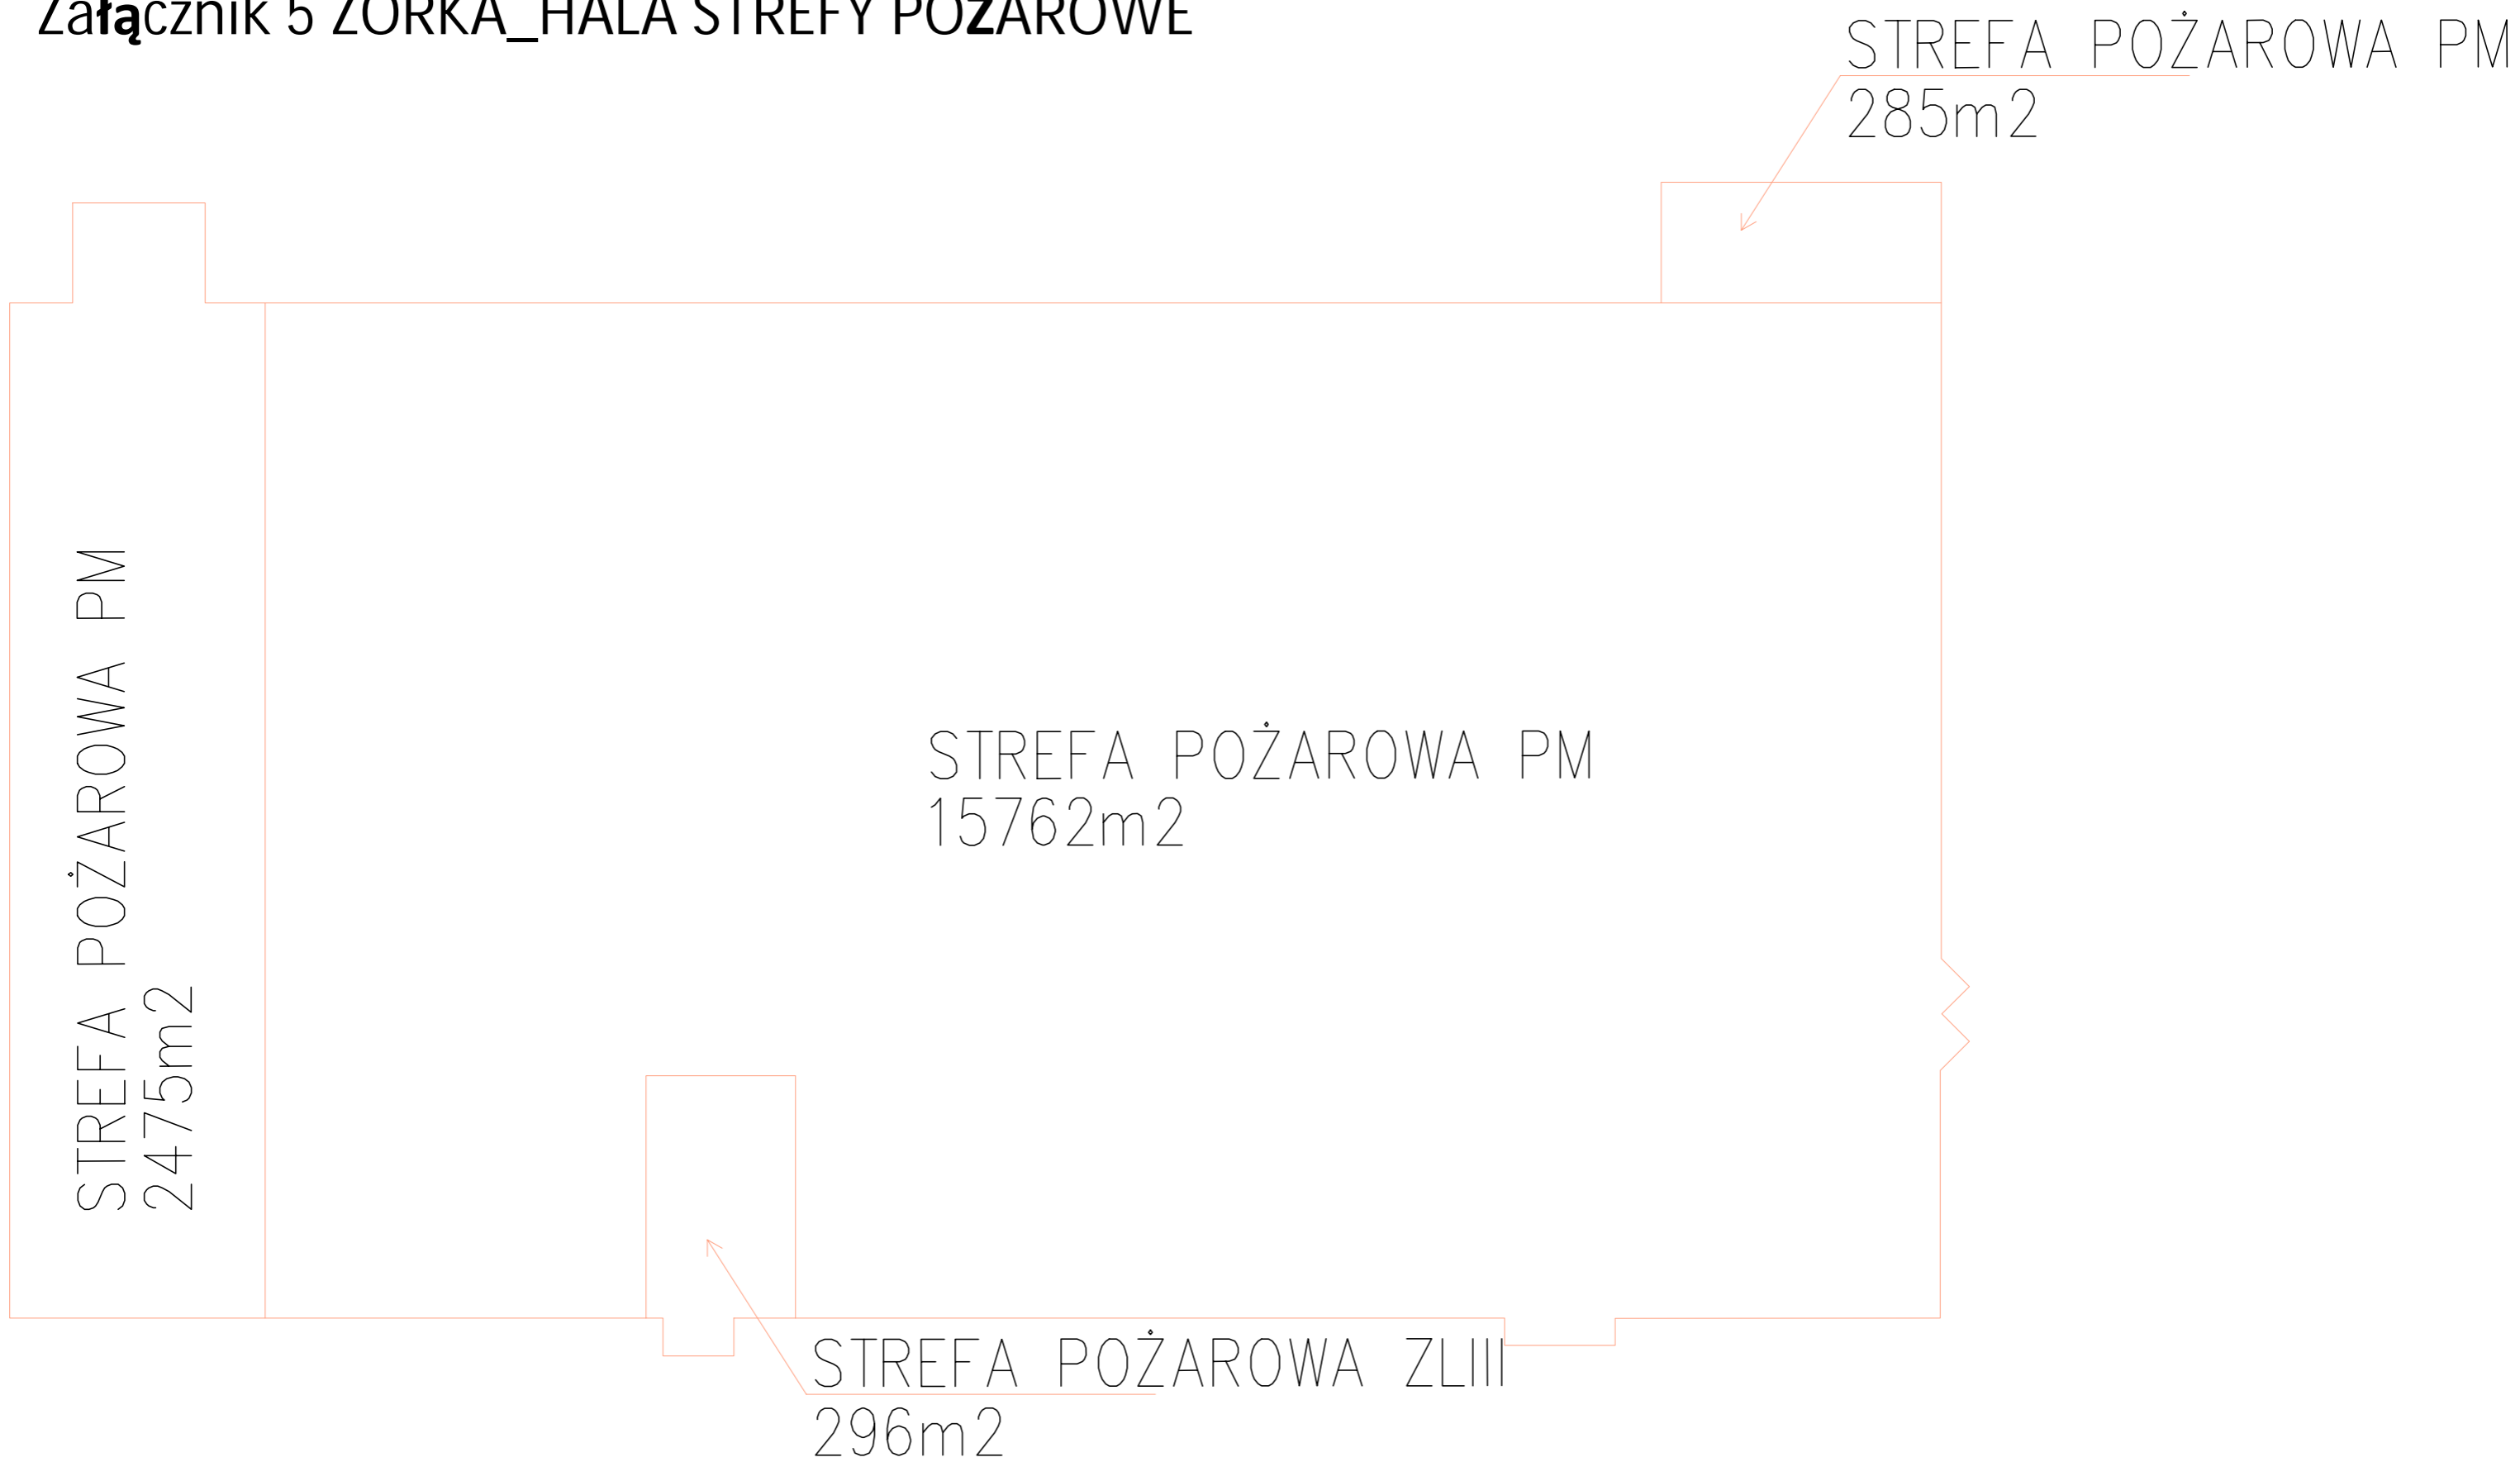 Załącznik 5 ZORKA_HALA STREFY POŻAROWE
STREFA POŻAROWA PM
285m2
STREFA POŻAROWA PM
2475m2
STREFA POŻAROWA PM
15762m2
STREFA POŻAROWA ZLIII
296m2